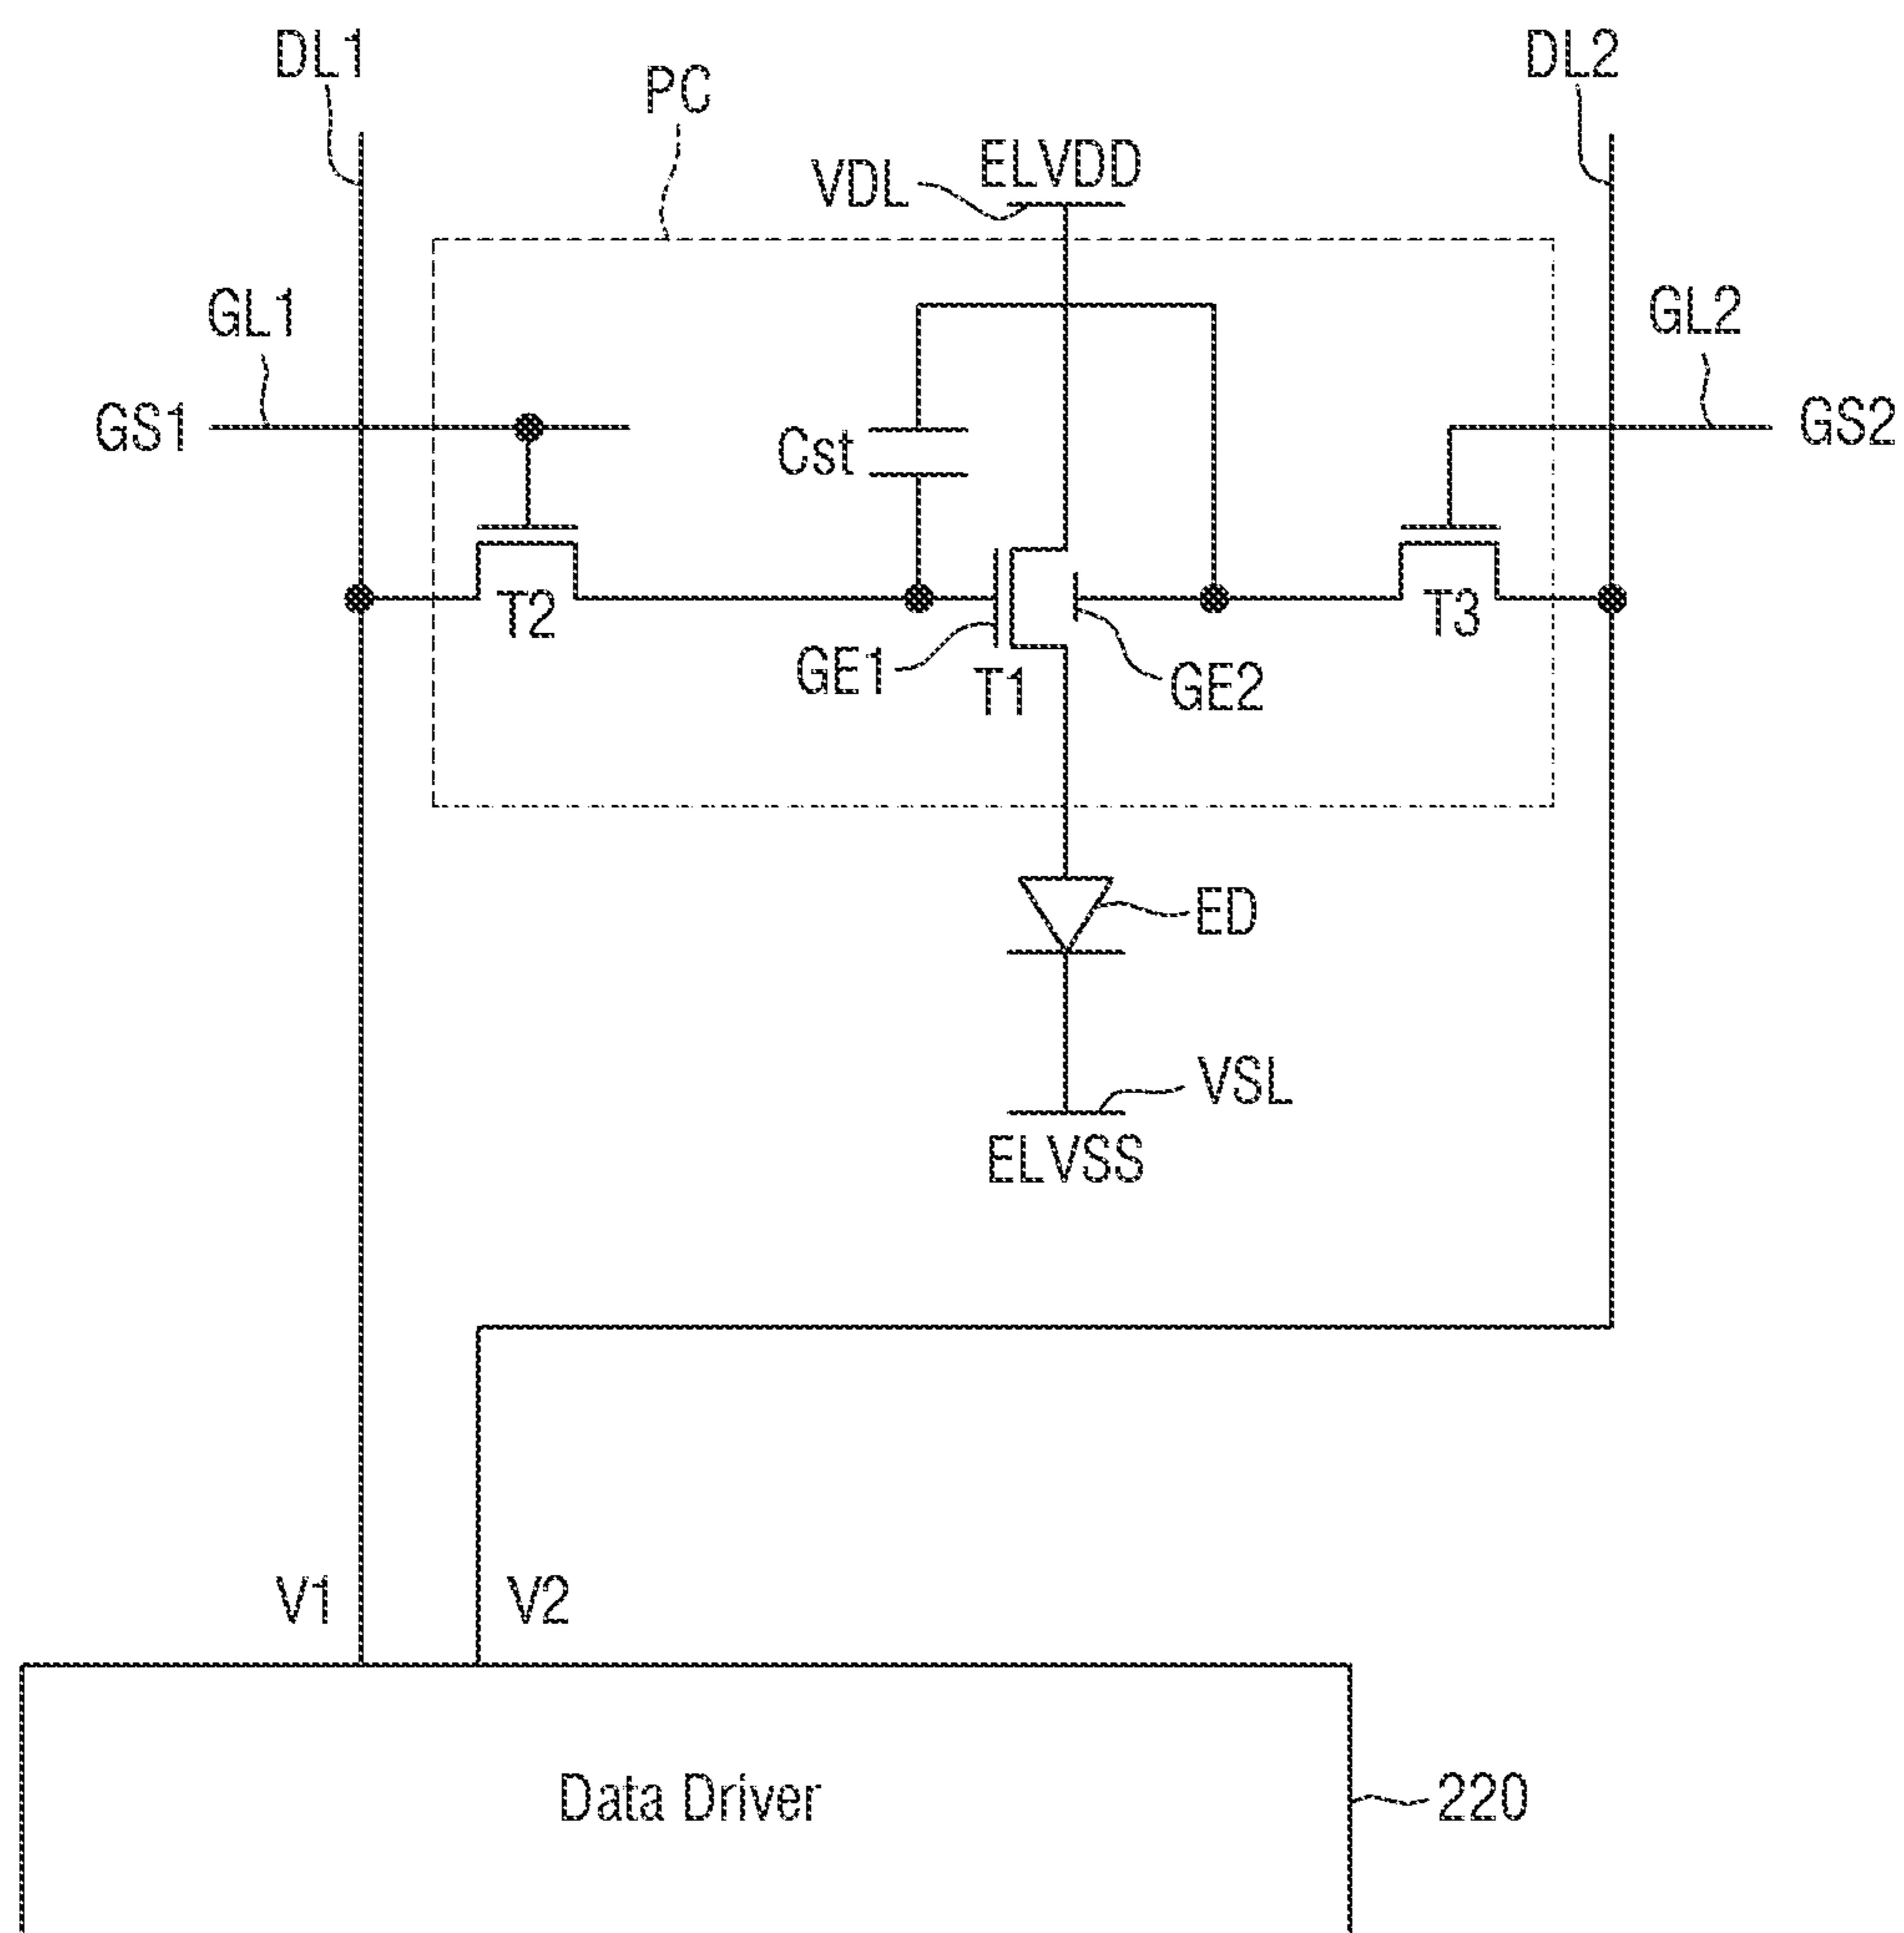 DL1
DL2
PC
ELVDD
VDL
GL1
GL2
GS1
GS2
Cst
T2
T3
GE1
T1
GE2
ED
VSL
ELVSS
V1
V2
Data Driver
220